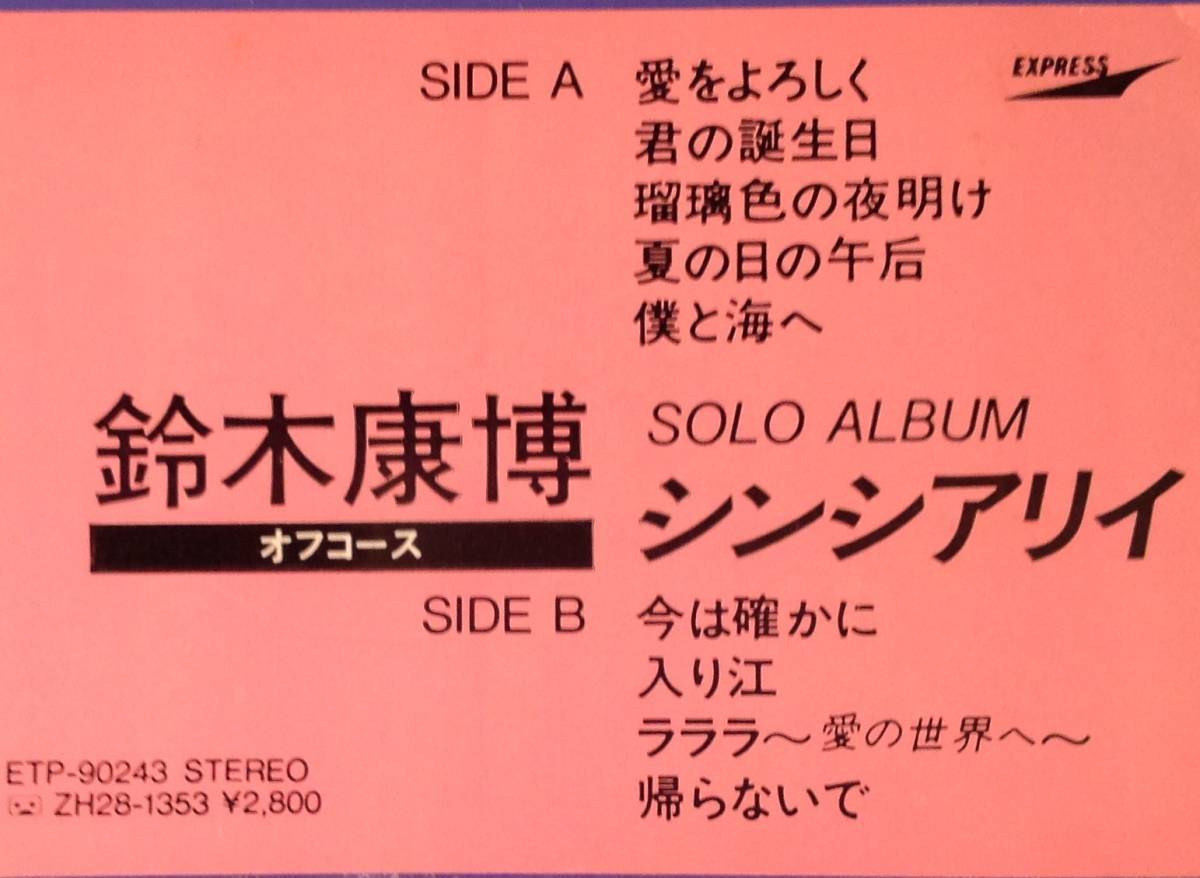 SIDE A
愛をよろしく
EXPRESS
君の誕生日
瑠璃色の夜明け
夏の日の午后
僕と海へ
鈴木康博
オフコース
SOLO ALBUM
シンシアリイ
SIDE B
今は確かに
入り江
ラララ〜愛の世界へ〜
帰らないで
ETP-90243 STEREO
ZH28-1353 ¥2,800